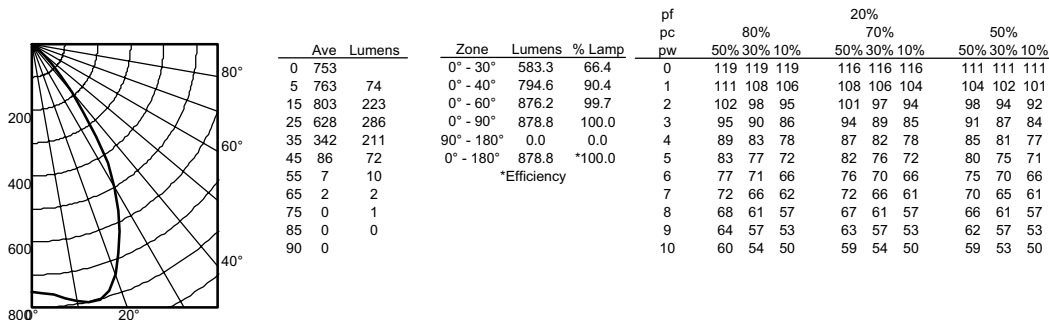 80°
200
60°
400
600
40°
800°
20°
Ave Lumens
0 753
5 763 74
15 803 223
25 628 286
35 342 211
45 86 72
55 7 10
65 2 2
75 0 1
85 0 0
90 0
Zone Lumens % Lamp
0° - 30° 583.3 66.4
0° - 40° 794.6 90.4
0° - 60° 876.2 99.7
0° - 90° 878.8 100.0
90° - 180° 0.0 0.0
0° - 180° 878.8 *100.0
*Efficiency
pf 20%
pc 80% 70% 50%
pw 50% 30% 10% 50% 30% 10% 50% 30% 10%
0 119 119 119 116 116 116 111 111 111
1 111 108 106 108 106 104 104 102 101
2 102 98 95 101 97 94 98 94 92
3 95 90 86 94 89 85 91 87 84
4 89 83 78 87 82 78 85 81 77
5 83 77 72 82 76 72 80 75 71
6 77 71 66 76 70 66 75 70 66
7 72 66 62 72 66 61 70 65 61
8 68 61 57 67 61 57 66 61 57
9 64 57 53 63 57 53 62 57 53
10 60 54 50 59 54 50 59 53 50